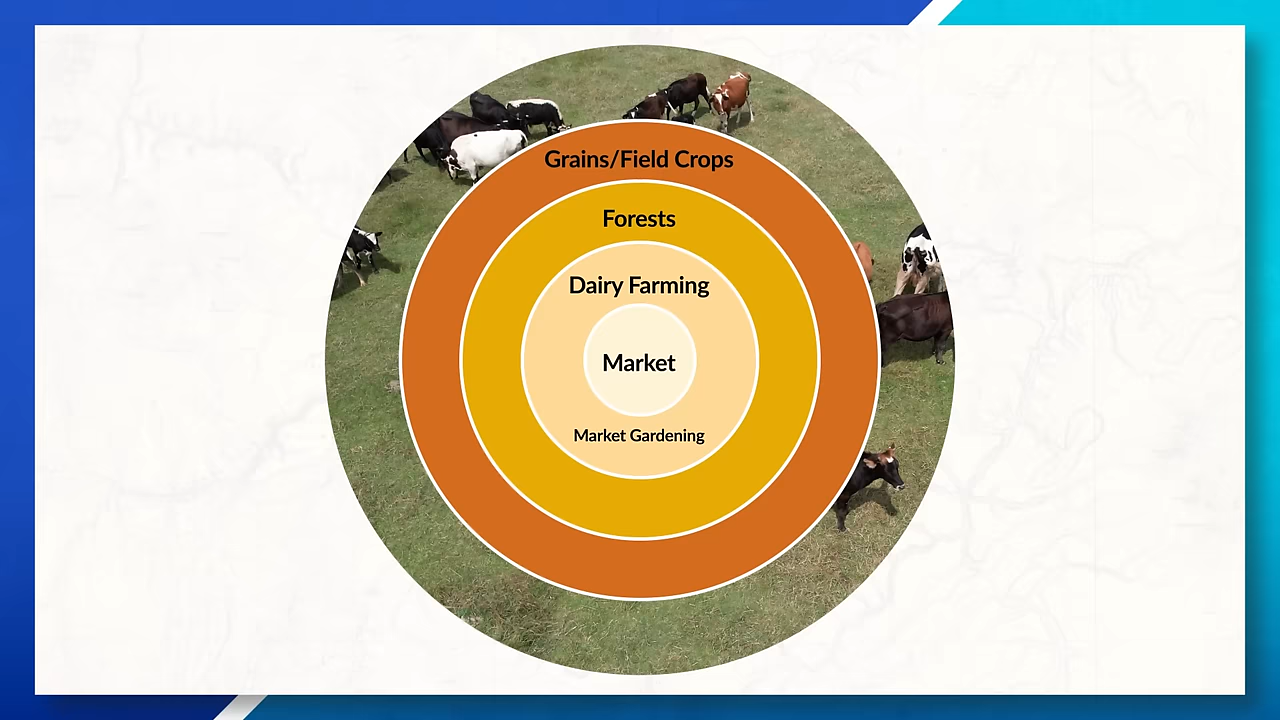 Grains/Field Crops
Forests
Dairy Farming
Market
Market Gardening